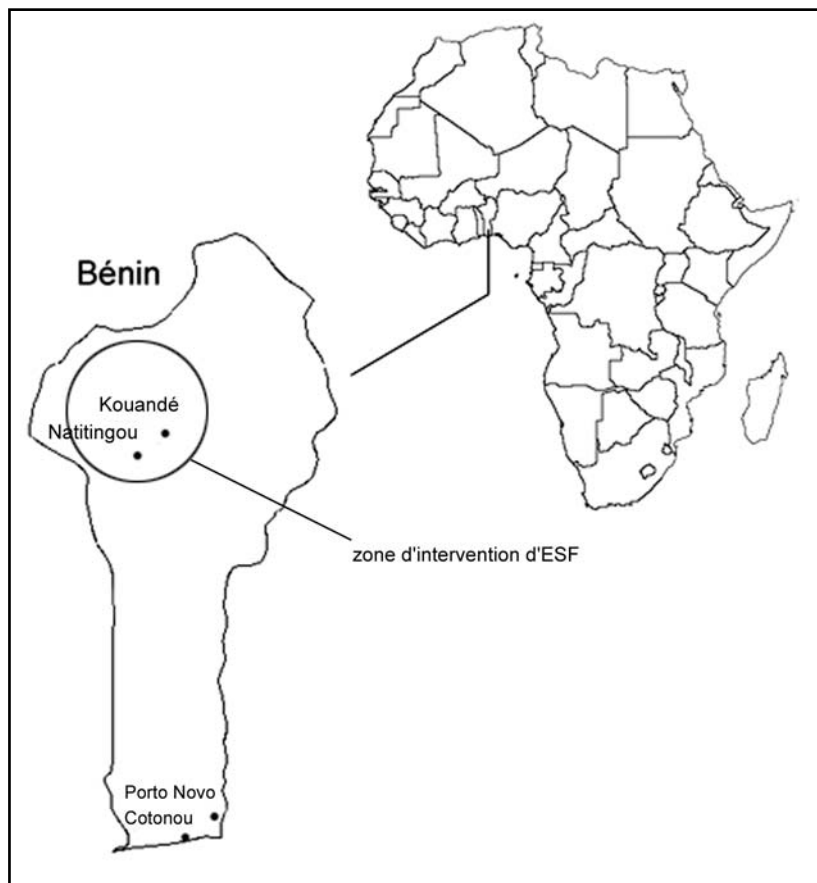 Bénin
Kouandé
Natitingou
zone d'intervention d'ESF
Porto Novo
Cotonou